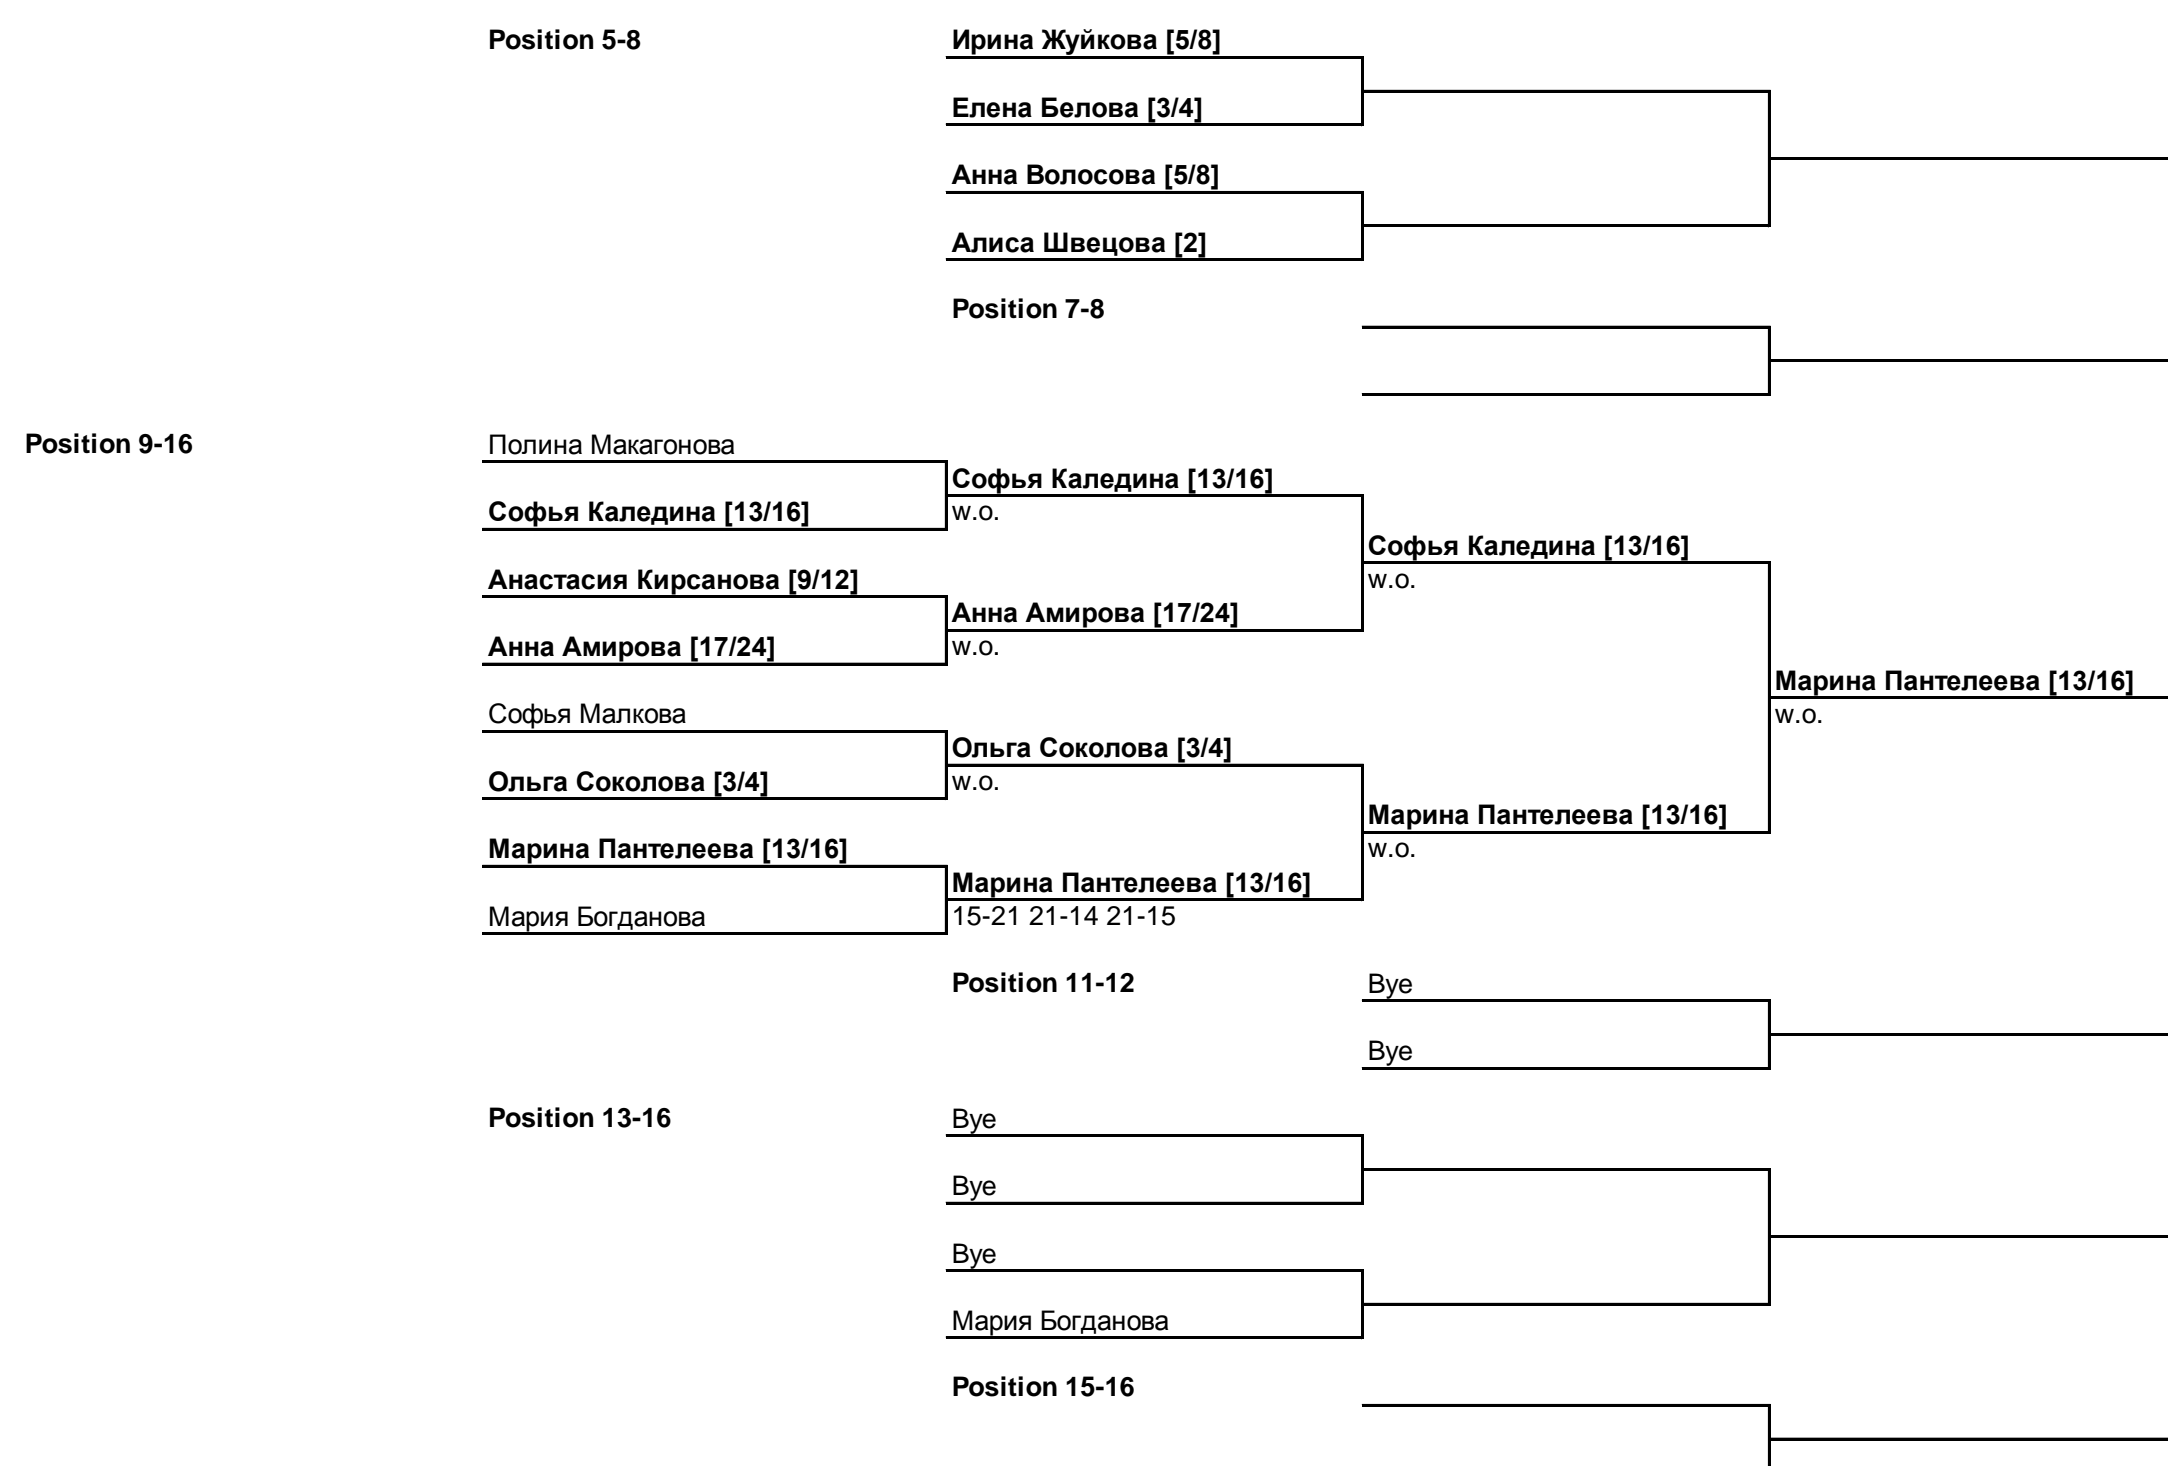 Position 5-8
Ирина Жуйкова [5/8]
Елена Белова [3/4]
Анна Волосова [5/8]
Алиса Швецова [2]
Position 7-8
Position 9-16
Полина Макагонова
Софья Каледина [13/16]
Софья Каледина [13/16]
w.o.
Софья Каледина [13/16]
w.o.
Анастасия Кирсанова [9/12]
Анна Амирова [17/24]
Анна Амирова [17/24]
w.o.
Марина Пантелеева [13/16]
w.o.
Софья Малкова
Ольга Соколова [3/4]
Ольга Соколова [3/4]
w.o.
Марина Пантелеева [13/16]
w.o.
Марина Пантелеева [13/16]
Марина Пантелеева [13/16]
Мария Богданова
15-21 21-14 21-15
Position 11-12
Bye
Bye
Position 13-16
Bye
Bye
Bye
Мария Богданова
Position 15-16